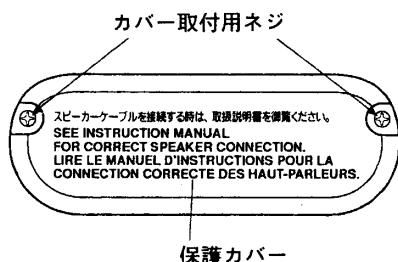 カバー取付用ネジ
スピーカーケーブルを接続する時は、取扱説明書を御覧ください。
SEE INSTRUCTION MANUAL
FOR CORRECT SPEAKER CONNECTION.
LIRE LE MANUEL D'INSTRUCTIONS POUR LA
CONNECTION CORRECTE DES HAUT-PARLEURS.
保護カバー